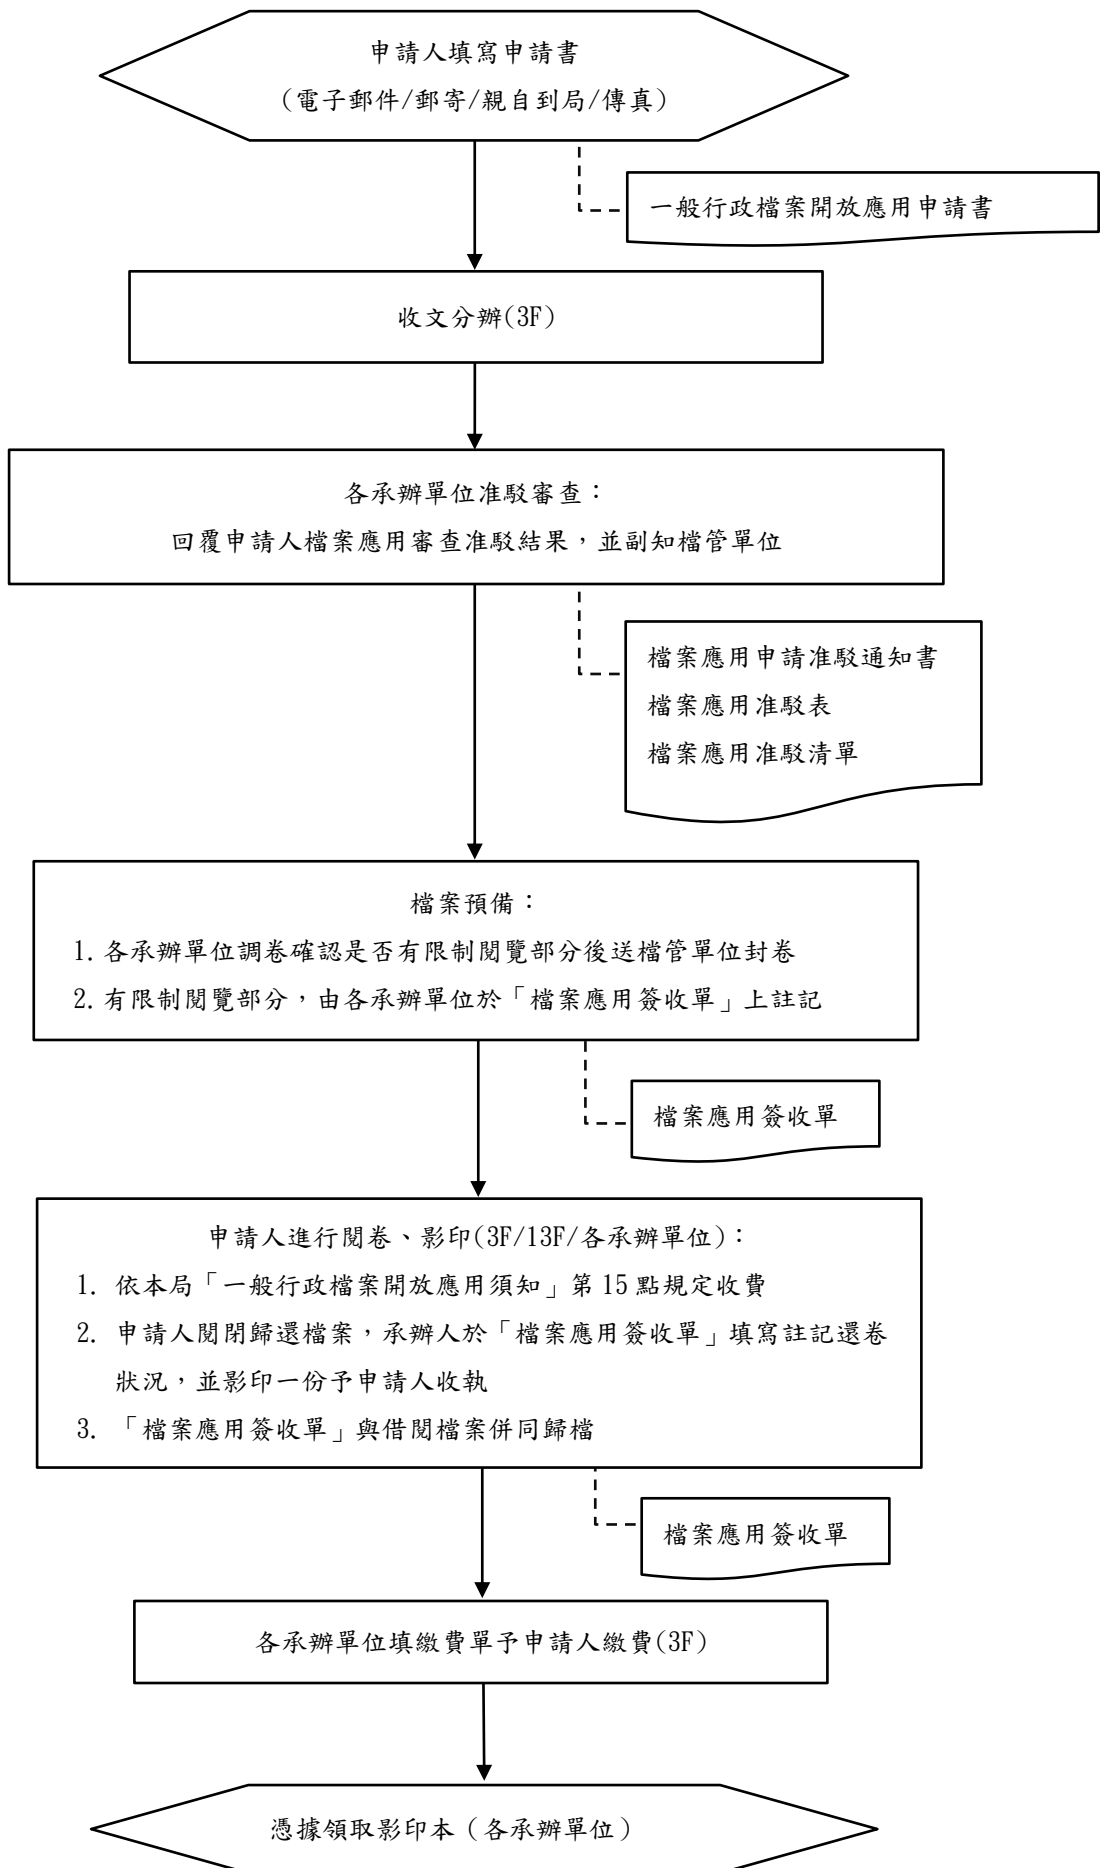 申請人填寫申請書
（電子郵件/郵寄/親自到局/傳真）
一般行政檔案開放應用申請書
收文分辦(3F)
各承辦單位准駁審查：
回覆申請人檔案應用審查准駁結果，並副知檔管單位
檔案應用申請准駁通知書
檔案應用准駁表
檔案應用准駁清單
檔案預備：
1. 各承辦單位調卷確認是否有限制閱覽部分後送檔管單位封卷
2. 有限制閱覽部分，由各承辦單位於「檔案應用簽收單」上註記
檔案應用簽收單
申請人進行閱卷、影印(3F/13F/各承辦單位)：
1. 依本局「一般行政檔案開放應用須知」第 15 點規定收費
2. 申請人閱閉歸還檔案，承辦人於「檔案應用簽收單」填寫註記還卷
狀況，並影印一份予申請人收執
3. 「檔案應用簽收單」與借閱檔案併同歸檔
檔案應用簽收單
各承辦單位填繳費單予申請人繳費(3F)
憑據領取影印本（各承辦單位）